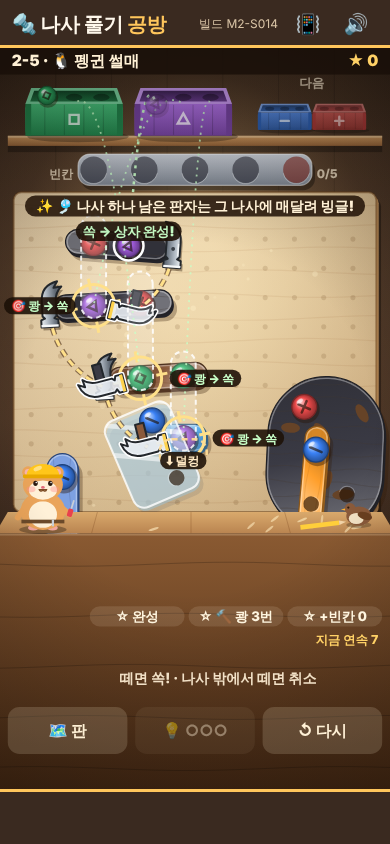 🔩 나사 풀기 공방
빌드 M2-S014
2-5 · 🐧 펭귄 썰매
★ 0
다음
빈칸
0/5
✨ 🎐 나사 하나 남은 판자는 그 나사에 매달려 빙글!
쏙 → 상자 완성!
🎯 쾅 → 쏙
🎯 쾅 → 쏙
🎯 쾅 → 쏙
⬇ 덜컹
☆ 완성
☆ 🔨 쾅 3번
☆ +빈칸 0
지금 연속 7
떼면 쏙! · 나사 밖에서 떼면 취소
🗺️ 판
💡 ○○○
↺ 다시